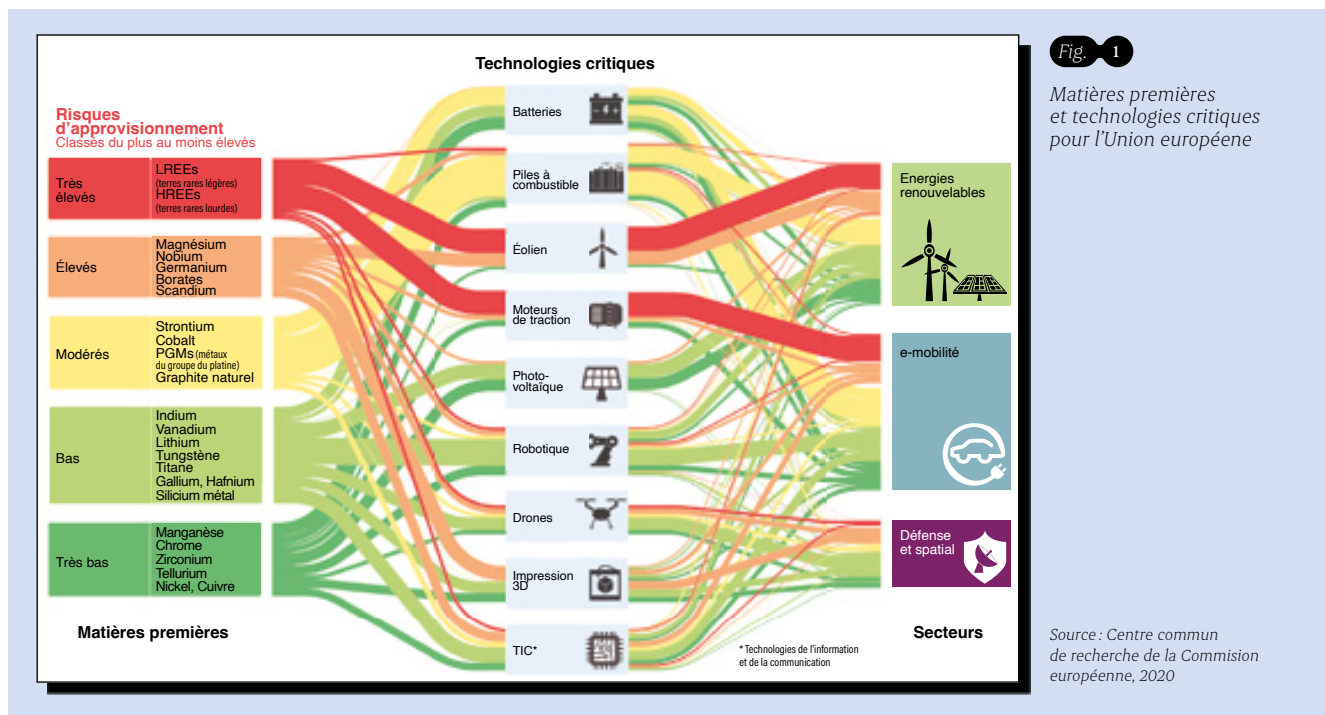 Technologies critiques
Risques
d'approvisionnement
Classés du plus au moins élevés
Très
élevés
LREEs
(terres rares légères)
HREEs
(terres rares lourdes)
Élevés
Magnésium
Nobium
Germanium
Borates
Scandium
Modérés
Strontium
Cobalt
PGMs (métaux
du groupe du platine)
Graphite naturel
Bas
Indium
Vanadium
Lithium
Tungstène
Titane
Gallium, Hafnium
Silicium métal
Très bas
Manganèse
Chrome
Zirconium
Tellurium
Nickel, Cuivre
Matières premières
Batteries
Piles à
combustible
Éolien
Moteurs
de traction
Photo-
voltaïque
Robotique
Drones
Impression
3D
TIC*
Energies
renouvelables
e-mobilité
Défense
et spatial
Secteurs
* Technologies de l'information
et de la communication
Fig. 1
Matières premières
et technologies critiques
pour l'Union européene
Source : Centre commun
de recherche de la Commision
européenne, 2020